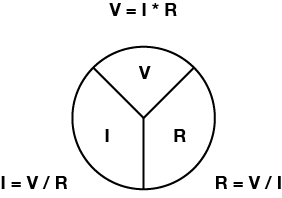 V = I * R
V
I
R
I = V / R
R = V / I